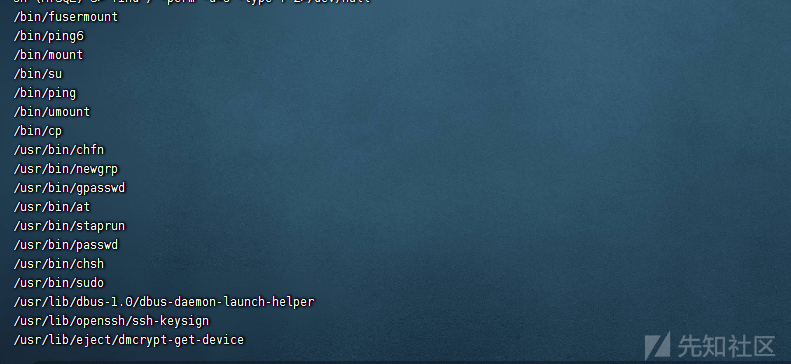 /bin/fusermount
/bin/ping6
/bin/mount
/bin/su
/bin/ping
/bin/umount
/bin/cp
/usr/bin/chfn
/usr/bin/newgrp
/usr/bin/gpasswd
/usr/bin/at
/usr/bin/staprun
/usr/bin/passwd
/usr/bin/chsh
/usr/bin/sudo
/usr/lib/dbus-1.0/dbus-daemon-launch-helper
/usr/lib/openssh/ssh-keysign
/usr/lib/eject/dmcrypt-get-device
先知社区